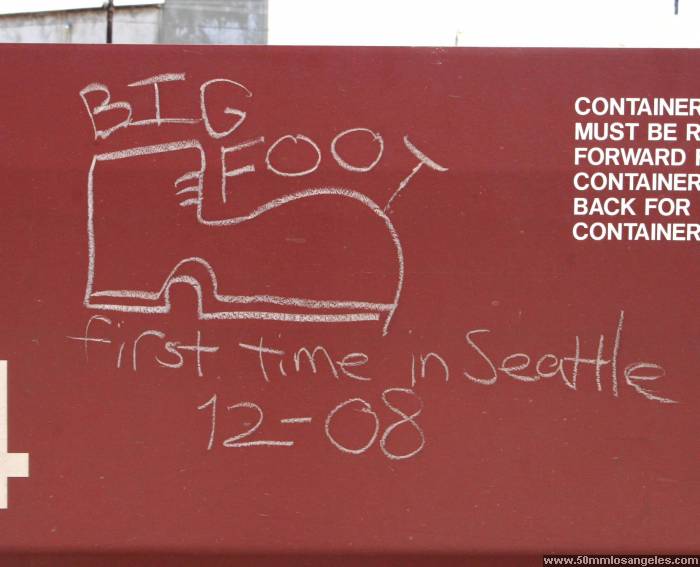 BIG
FOOT
first time in Seattle
12-08
CONTAINER
MUST BE R
FORWARD
CONTAINER
BACK FOR
CONTAINER
4
www.50mmlosangeles.com